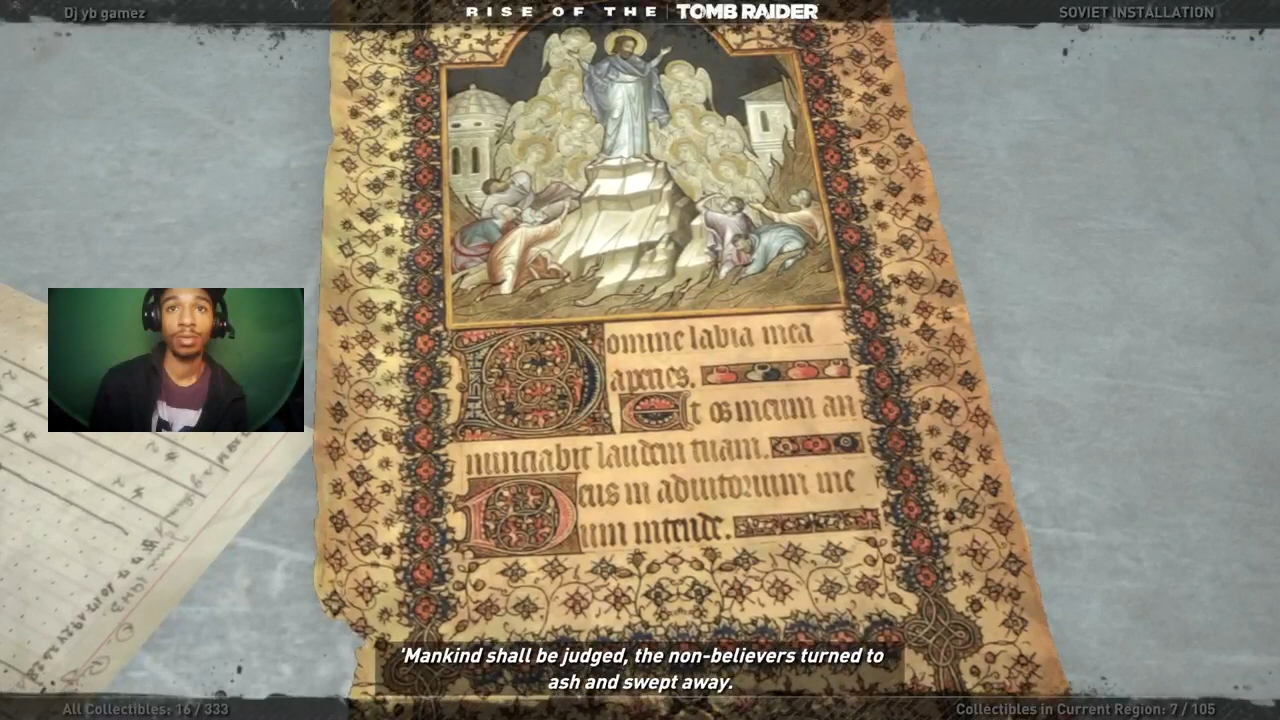 Dj yb gamez
RISE OF THE TOMB RAIDER
SOVIET INSTALLATION
Domine labia mea
aperies.
Et os meum an
nunciabit laudem tuam.
Deus in adiutorium me
um intende.
'Mankind shall be judged, the non-believers turned to
ash and swept away.
All Collectibles: 16 / 333
Collectibles in Current Region: 7 / 105